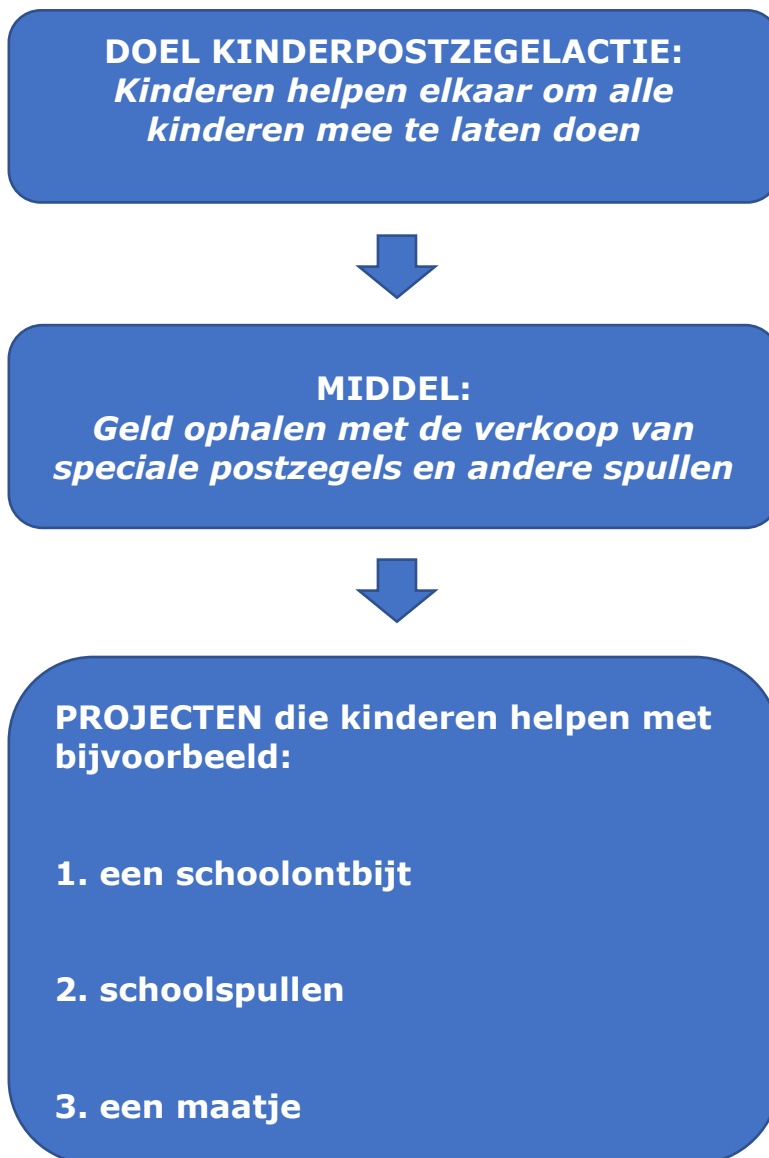 DOEL KINDERPOSTZEGELACTIE:
Kinderen helpen elkaar om alle
kinderen mee te laten doen
MIDDEL:
Geld ophalen met de verkoop van
speciale postzegels en andere spullen
PROJECTEN die kinderen helpen met
bijvoorbeeld:
1. een schoolontbijt
2. schoolspullen
3. een maatje